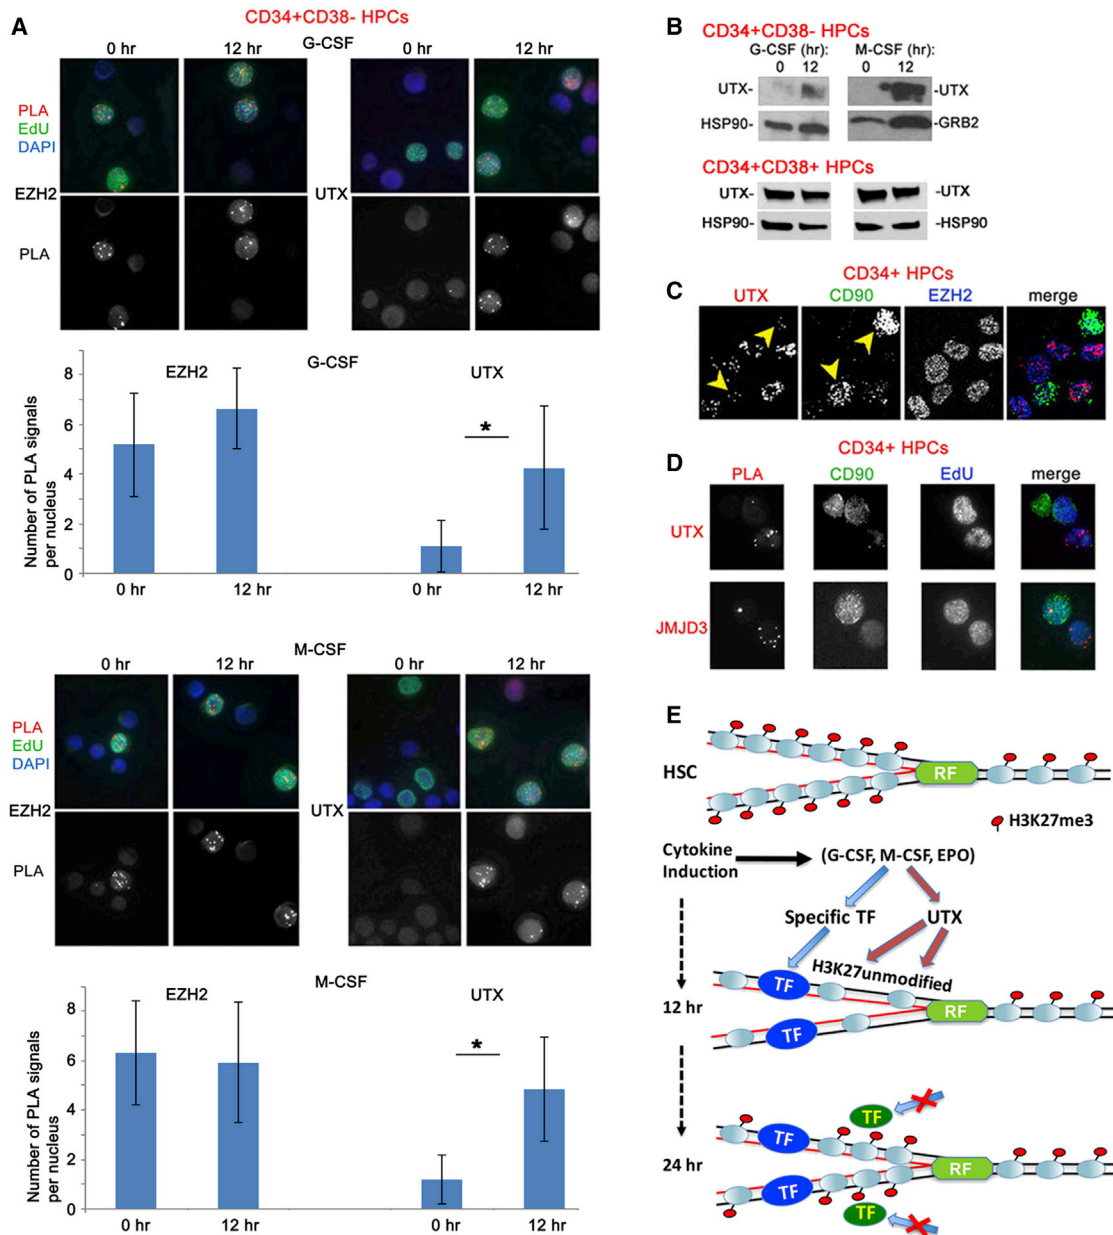 A
CD34+CD38- HPCs
0 hr 12 hr G-CSF 0 hr 12 hr
PLA
EdU
DAPI
EZH2 UTX
PLA
EZH2 G-CSF UTX
*
Number of PLA signals
per nucleus
8
6
4
2
0
0 hr 12 hr 0 hr 12 hr
M-CSF
0 hr 12 hr 0 hr 12 hr
PLA
EdU
DAPI
EZH2 UTX
PLA
EZH2 M-CSF UTX
*
Number of PLA signals
per nucleus
8
6
4
2
0
0 hr 12 hr 0 hr 12 hr
B
CD34+CD38- HPCs
G-CSF (hr): M-CSF (hr):
0 12 0 12
UTX- -UTX
HSP90- -GRB2
CD34+CD38+ HPCs
UTX- -UTX
HSP90- -HSP90
C
CD34+ HPCs
UTX CD90 EZH2 merge
D
CD34+ HPCs
PLA CD90 EdU merge
UTX
JMJD3
E
HSC
RF
H3K27me3
Cytokine
Induction
(G-CSF, M-CSF, EPO)
Specific TF UTX
H3K27unmodified
12 hr
TF
TF
RF
24 hr
TF
TF
TF
RF
TF